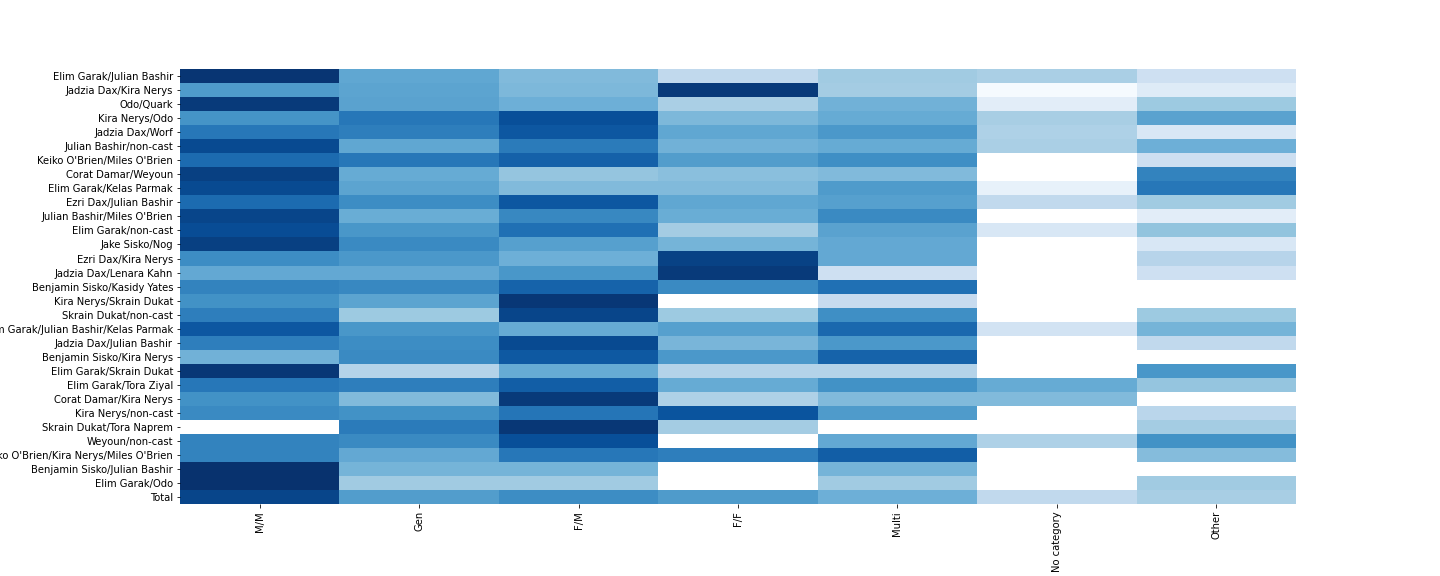 Elim Garak/Julian Bashir
Jadzia Dax/Kira Nerys
Odo/Quark
Kira Nerys/Odo
Jadzia Dax/Worf
Julian Bashir/non-cast
Keiko O'Brien/Miles O'Brien
Corat Damar/Weyoun
Elim Garak/Kelas Parmak
Ezri Dax/Julian Bashir
Julian Bashir/Miles O'Brien
Elim Garak/non-cast
Jake Sisko/Nog
Ezri Dax/Kira Nerys
Jadzia Dax/Lenara Kahn
Benjamin Sisko/Kasidy Yates
Kira Nerys/Skrain Dukat
Skrain Dukat/non-cast
m Garak/Julian Bashir/Kelas Parmak
Jadzia Dax/Julian Bashir
Benjamin Sisko/Kira Nerys
Elim Garak/Skrain Dukat
Elim Garak/Tora Ziyal
Corat Damar/Kira Nerys
Kira Nerys/non-cast
Skrain Dukat/Tora Naprem
Weyoun/non-cast
ko O'Brien/Kira Nerys/Miles O'Brien
Benjamin Sisko/Julian Bashir
Elim Garak/Odo
Total
M/M
Gen
F/M
F/F
Multi
No category
Other